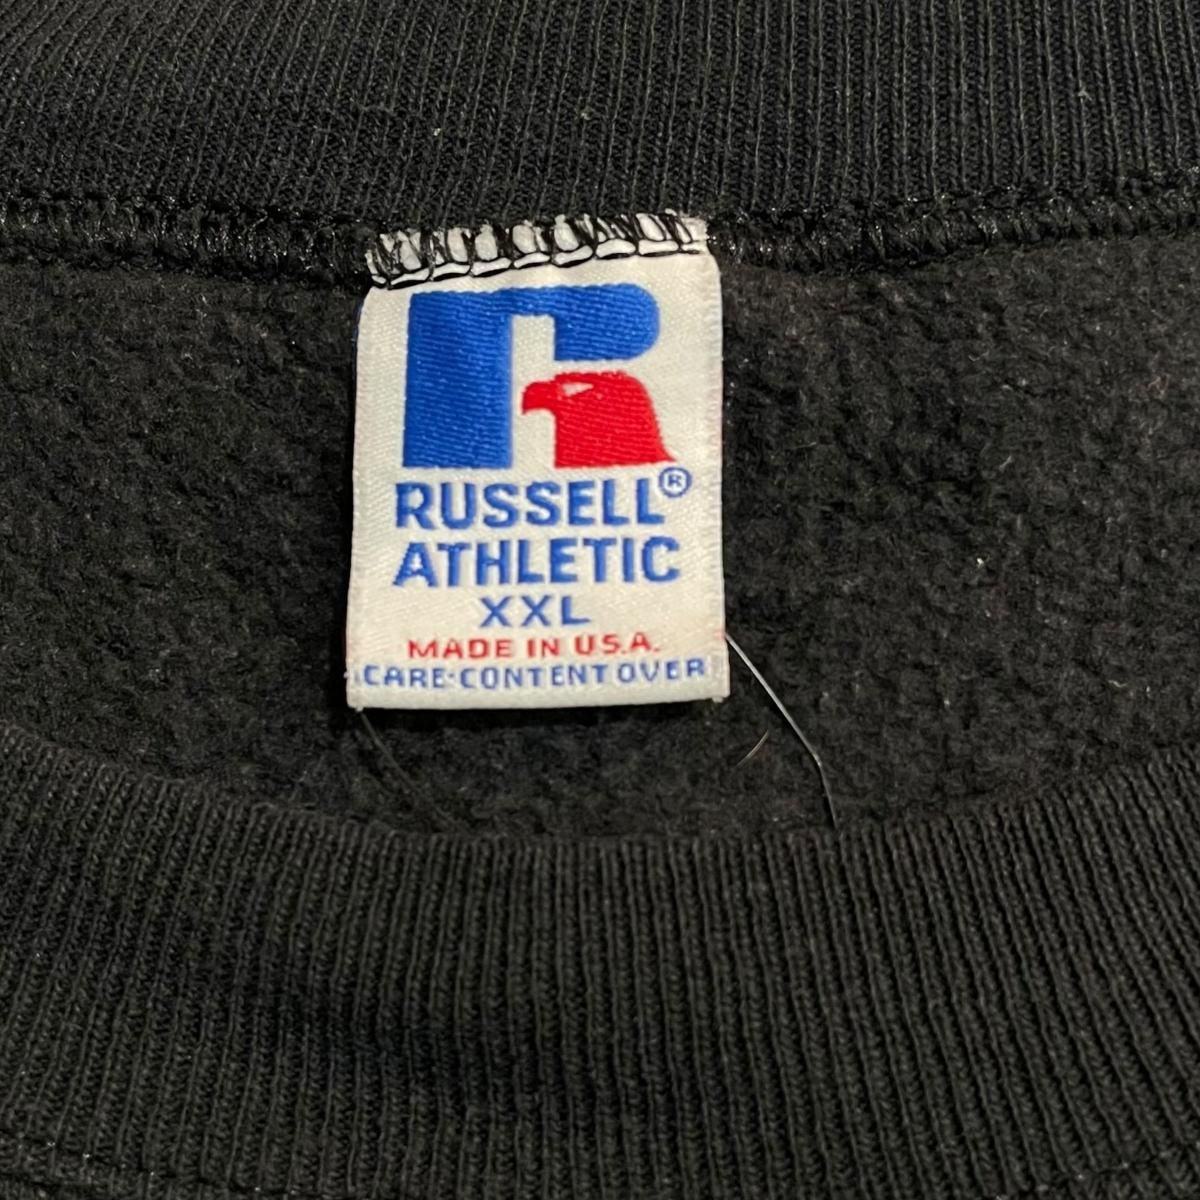 R
RUSSELL®
ATHLETIC
XXL
MADE IN U.S.A.
CARE·CONTENT OVER